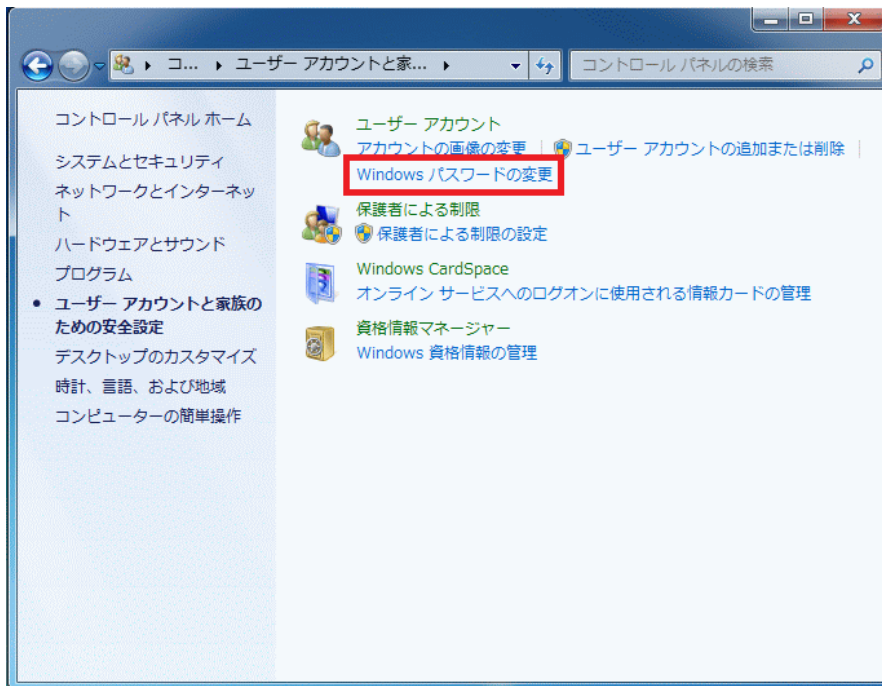 コ... ユーザー アカウントと家... コントロール パネルの検索
コントロール パネル ホーム
システムとセキュリティ
ネットワークとインターネッ
ト
ハードウェアとサウンド
プログラム
ユーザー アカウントと家族の
ための安全設定
デスクトップのカスタマイズ
時計、言語、および地域
コンピューターの簡単操作
ユーザー アカウント
アカウントの画像の変更 ユーザー アカウントの追加または削除
Windows パスワードの変更
保護者による制限
保護者による制限の設定
Windows CardSpace
オンライン サービスへのログオンに使用される情報カードの管理
資格情報マネージャー
Windows 資格情報の管理